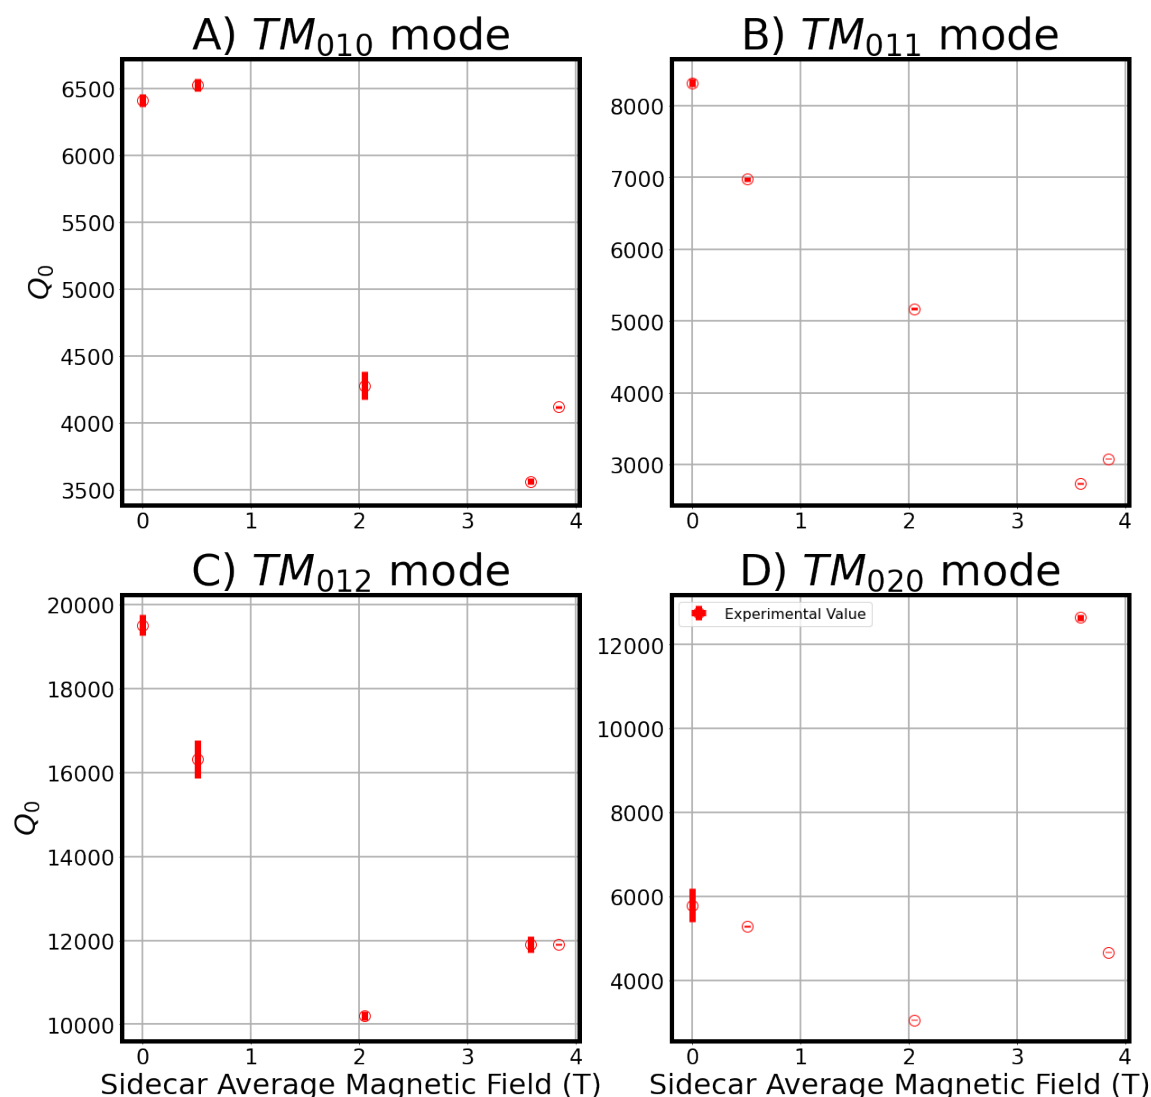 A) TM₀₁₀ mode
B) TM₀₁₁ mode
6500
6000
5500
5000
4500
4000
3500
Q₀
0 1 2 3 4
8000
7000
6000
5000
4000
3000
0 1 2 3 4
C) TM₀₁₂ mode
D) TM₀₂₀ mode
20000
18000
16000
14000
12000
10000
Q₀
0 1 2 3 4
Sidecar Average Magnetic Field (T)
Experimental Value
12000
10000
8000
6000
4000
0 1 2 3 4
Sidecar Average Magnetic Field (T)